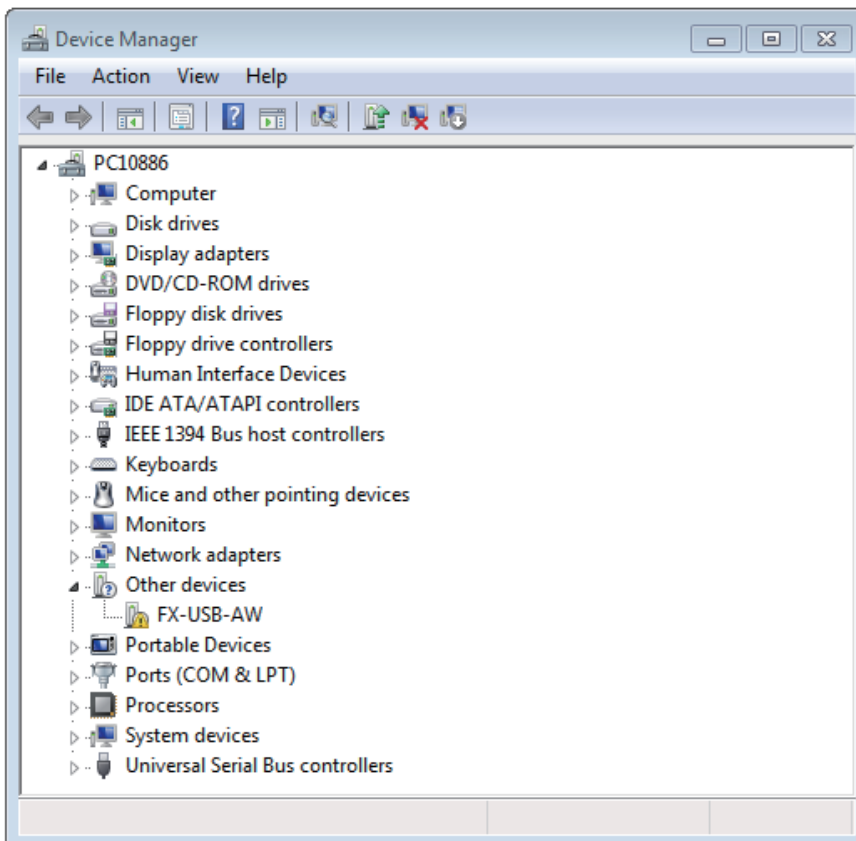 Device Manager
File Action View Help
PC10886
Computer
Disk drives
Display adapters
DVD/CD-ROM drives
Floppy disk drives
Floppy drive controllers
Human Interface Devices
IDE ATA/ATAPI controllers
IEEE 1394 Bus host controllers
Keyboards
Mice and other pointing devices
Monitors
Network adapters
Other devices
FX-USB-AW
Portable Devices
Ports (COM & LPT)
Processors
System devices
Universal Serial Bus controllers